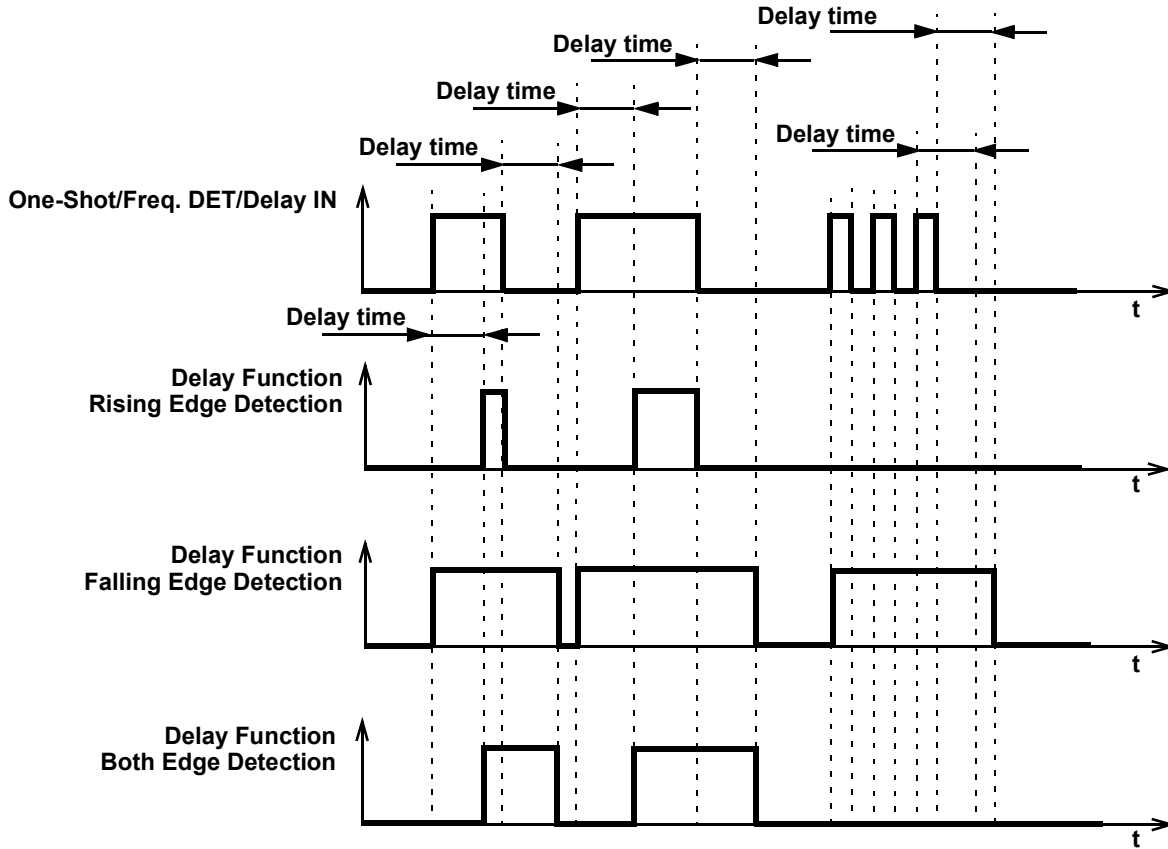 Delay time
Delay time
Delay time
Delay time
Delay time
One-Shot/Freq. DET/Delay IN
t
Delay time
Delay Function
Rising Edge Detection
t
Delay Function
Falling Edge Detection
t
Delay Function
Both Edge Detection
t